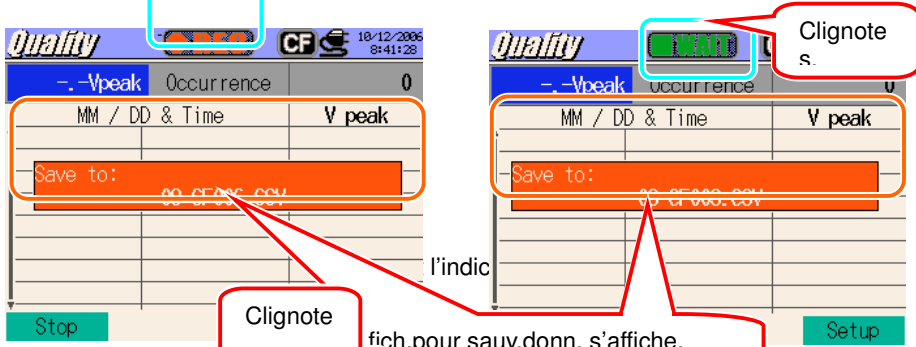 Quality REC CF 10/12/2006
8:41:28
-.-Vpeak Occurrence 0
MM / DD & Time V peak
Save to:
Stop
Quality WAIT
-.-Vpeak Occurrence 0
MM / DD & Time V peak
Save to:
Setup
Clignote
s.
l'indic
Clignote
fich.pour sauv.donn. s'affiche.